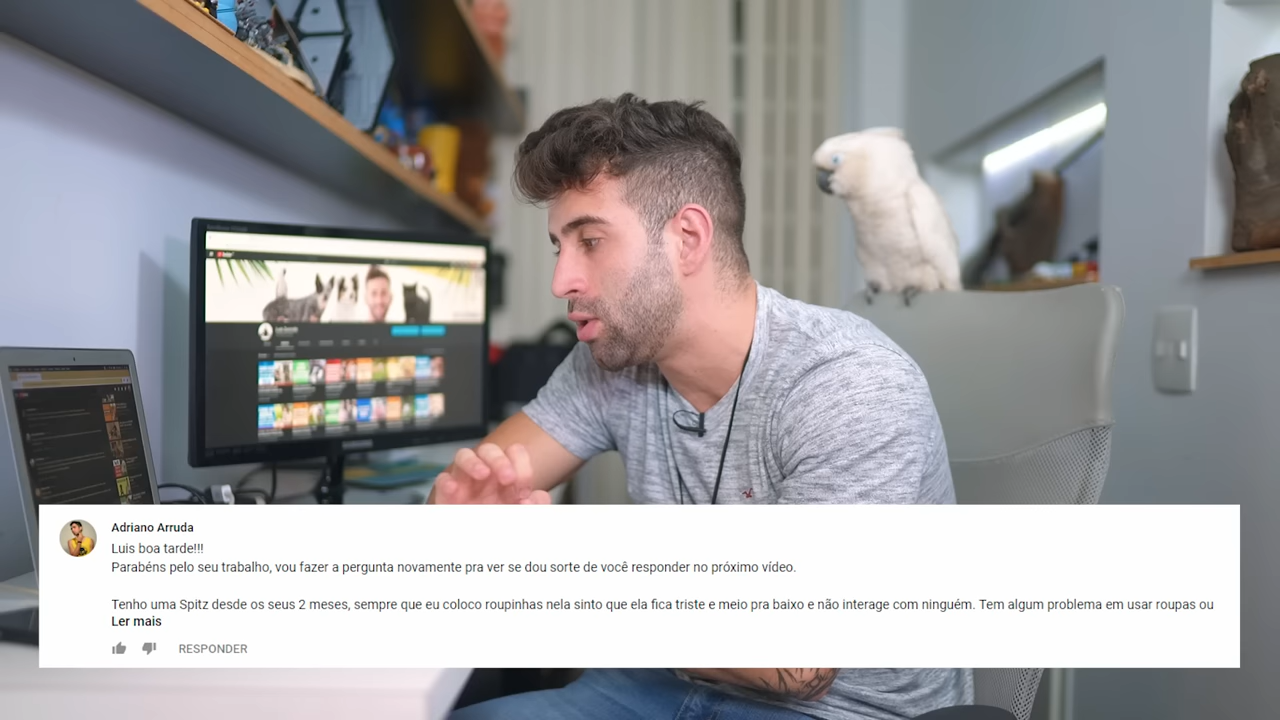 Adriano Arruda
Luis boa tarde!!!
Parabéns pelo seu trabalho, vou fazer a pergunta novamente pra ver se dou sorte de você responder no próximo vídeo.
Tenho uma Spitz desde os seus 2 meses, sempre que eu coloco roupinhas nela sinto que ela fica triste e meio pra baixo e não interage com ninguém. Tem algum problema em usar roupas ou
Ler mais
RESPONDER